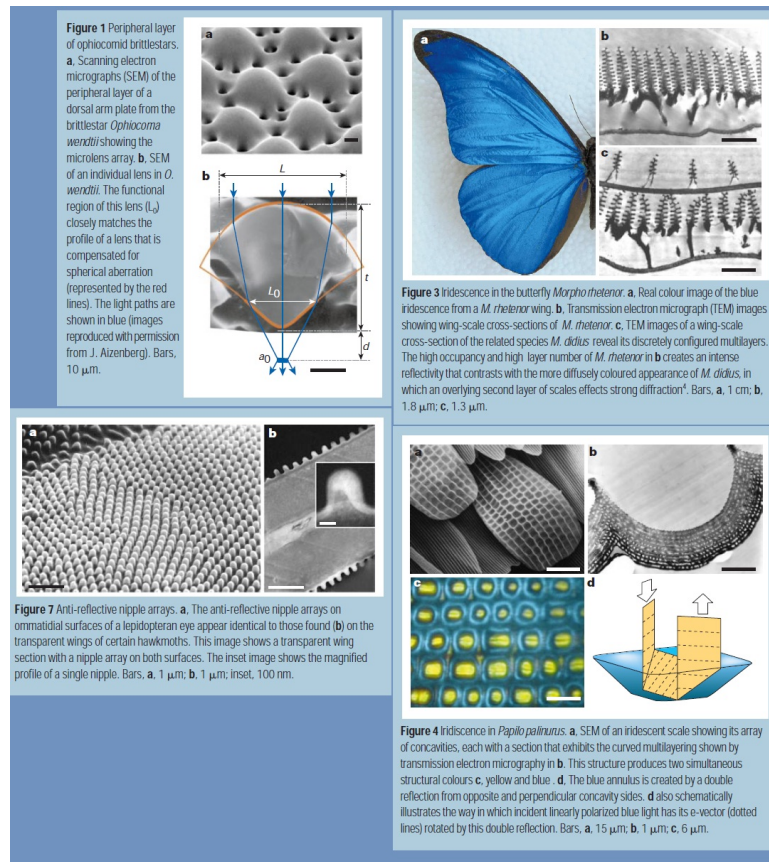 Figure 1 Peripheral layer
of ophiocomid brittlestars.
a, Scanning electron
micrographs (SEM) of the
peripheral layer of a
dorsal arm plate from the
brittlestar Ophiocoma
wendtii showing the
microlens array. b, SEM
of an individual lens in O.
wendtii. The functional
region of this lens (L₀)
closely matches the
profile of a lens that is
compensated for
spherical aberration
(represented by the red
lines). The light paths are
shown in blue (images
reproduced with permission
from J. Aizenberg). Bars,
10 µm.
a
b
L
L₀
t
d
a₀
a
b
c
Figure 3 Iridescence in the butterfly Morpho rhetenor. a, Real colour image of the blue
iridescence from a M. rhetenor wing. b, Transmission electron micrograph (TEM) images
showing wing-scale cross-sections of M. rhetenor. c, TEM images of a wing-scale
cross-section of the related species M. didius reveal its discretely configured multilayers.
The high occupancy and high layer number of M. rhetenor in b creates an intense
reflectivity that contrasts with the more diffusely coloured appearance of M. didius, in
which an overlying second layer of scales effects strong diffraction⁴. Bars, a, 1 cm; b,
1.8 µm; c, 1.3 µm.
a
b
Figure 7 Anti-reflective nipple arrays. a, The anti-reflective nipple arrays on
ommatidial surfaces of a lepidopteran eye appear identical to those found (b) on the
transparent wings of certain hawkmoths. This image shows a transparent wing
section with a nipple array on both surfaces. The inset image shows the magnified
profile of a single nipple. Bars, a, 1 µm; b, 1 µm; inset, 100 nm.
a
b
c
d
Figure 4 Iridiscence in Papilo palinurus. a, SEM of an iridescent scale showing its array
of concavities, each with a section that exhibits the curved multilayering shown by
transmission electron micrography in b. This structure produces two simultaneous
structural colours c, yellow and blue . d, The blue annulus is created by a double
reflection from opposite and perpendicular concavity sides. d also schematically
illustrates the way in which incident linearly polarized blue light has its e-vector (dotted
lines) rotated by this double reflection. Bars, a, 15 µm; b, 1 µm; c, 6 µm.